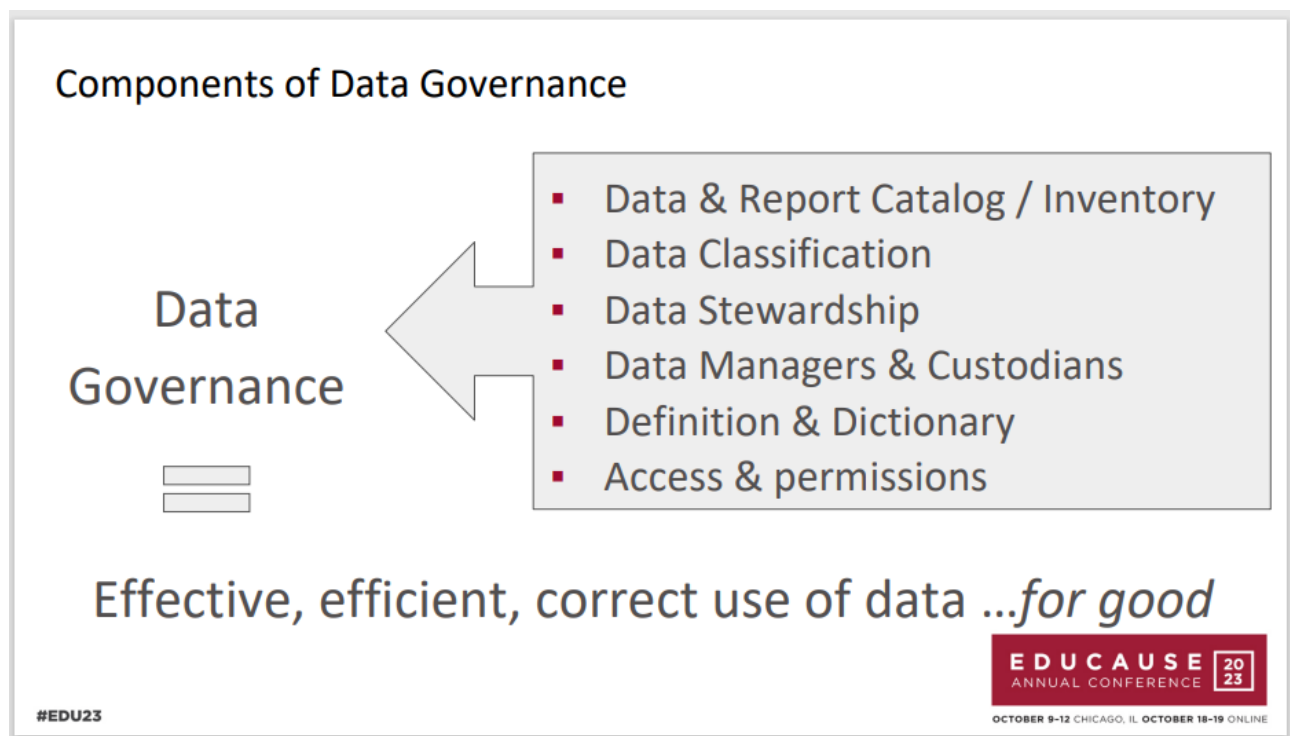 Components of Data Governance
Data
Governance
▪ Data & Report Catalog / Inventory
▪ Data Classification
▪ Data Stewardship
▪ Data Managers & Custodians
▪ Definition & Dictionary
▪ Access & permissions
Effective, efficient, correct use of data ...for good
EDUCAUSE
ANNUAL CONFERENCE
20
23
#EDU23
OCTOBER 9–12 CHICAGO, IL OCTOBER 18–19 ONLINE